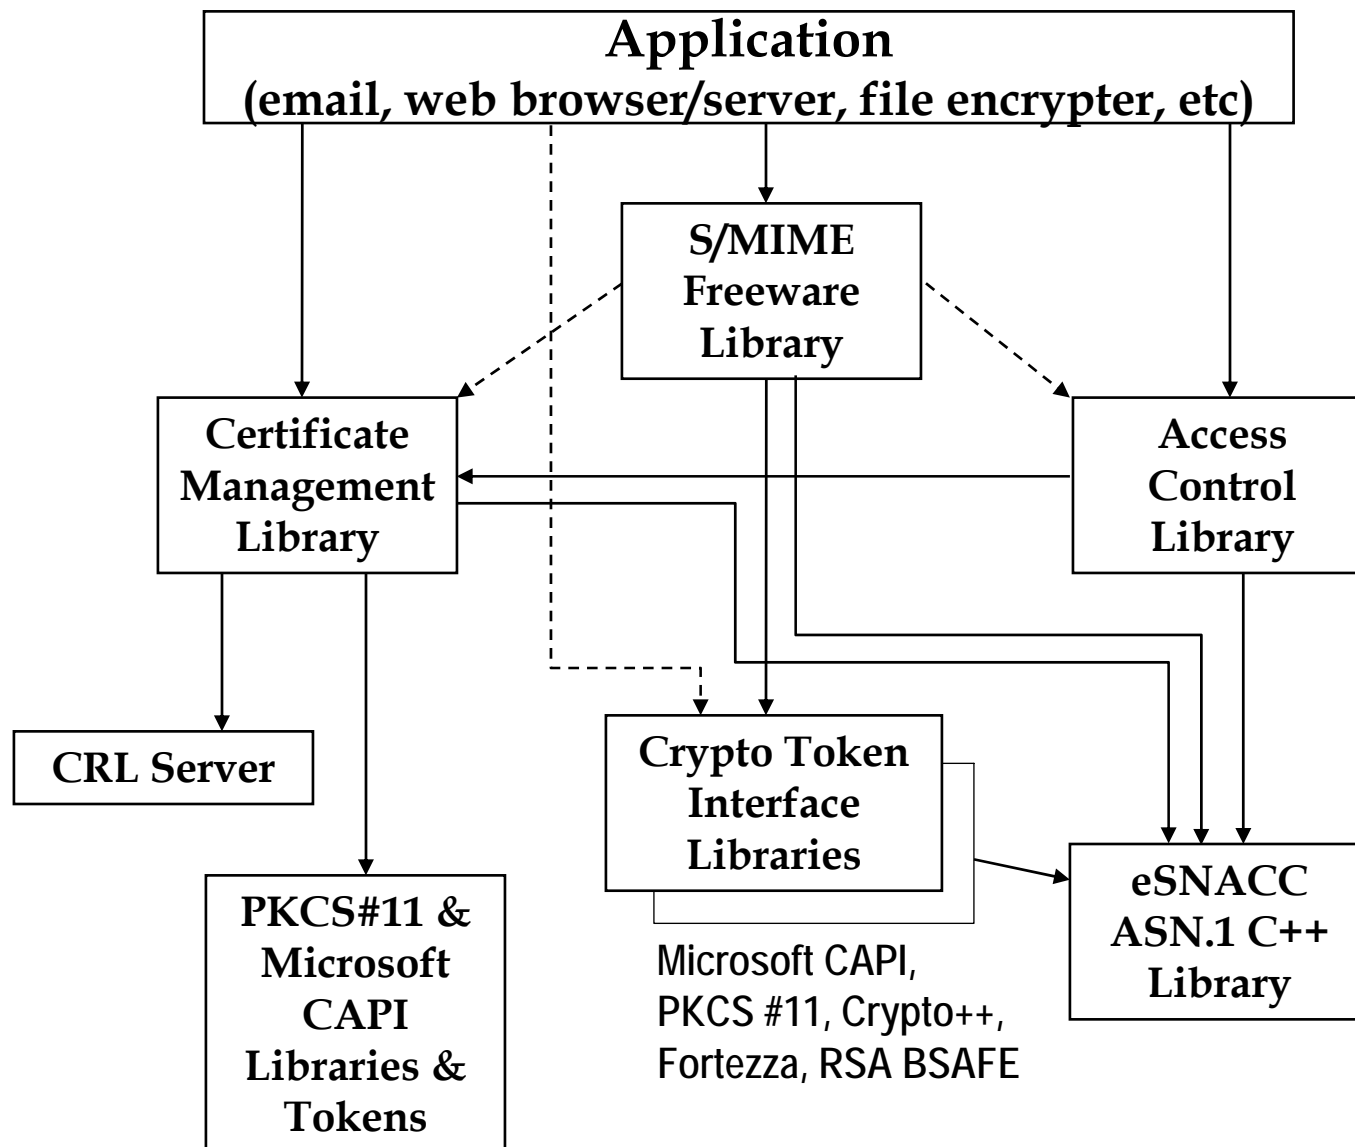 Application
(email, web browser/server, file encrypter, etc)
S/MIME
Freeware
Library
Certificate
Management
Library
Access
Control
Library
CRL Server
Crypto Token
Interface
Libraries
eSNACC
ASN.1 C++
Library
PKCS#11 &
Microsoft
CAPI
Libraries &
Tokens
Microsoft CAPI,
PKCS #11, Crypto++,
Fortezza, RSA BSAFE